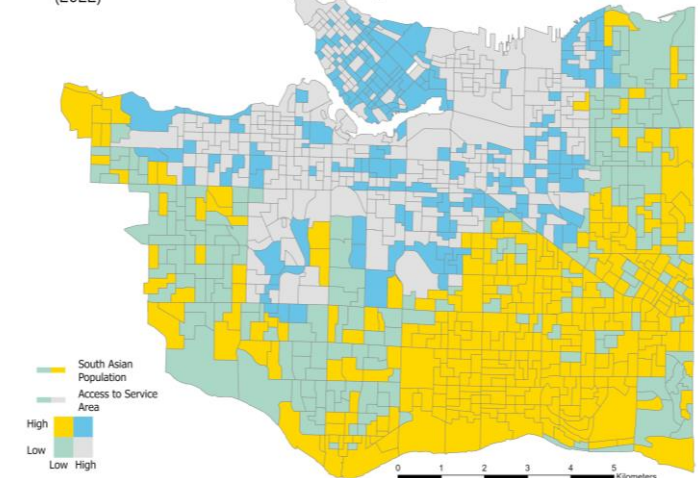 (2022)
South Asian
Population
Access to Service
Area
High
Low
Low High
0 1 2 3 4 5
Kilometers